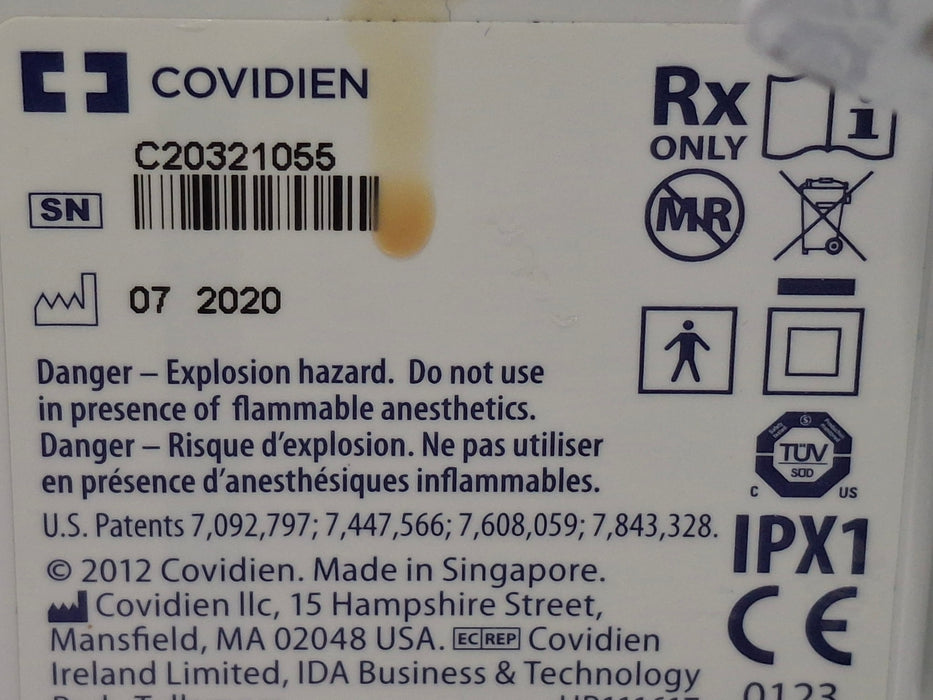 COVIDIEN
C20321055
SN
07 2020
Rx
ONLY
i
MR
Danger – Explosion hazard. Do not use
in presence of flammable anesthetics.
Danger – Risque d'explosion. Ne pas utiliser
en présence d'anesthésiques inflammables.
TÜV
SÜD
C US
U.S. Patents 7,092,797; 7,447,566; 7,608,059; 7,843,328.
IPX1
© 2012 Covidien. Made in Singapore.
Covidien llc, 15 Hampshire Street,
Mansfield, MA 02048 USA. EC REP Covidien
Ireland Limited, IDA Business & Technology
CE
0123